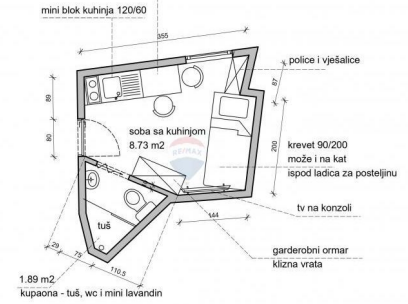 mini blok kuhinja 120/60
355
police i vješalice
87
89
80
soba sa kuhinjom
8.73 m2
RE/MAX
200
krevet 90/200
može i na kat
ispod ladica za posteljinu
tv na konzoli
144
tuš
garderobni ormar
klizna vrata
29
75
110.5
1.89 m2
kupaona - tuš, wc i mini lavandin